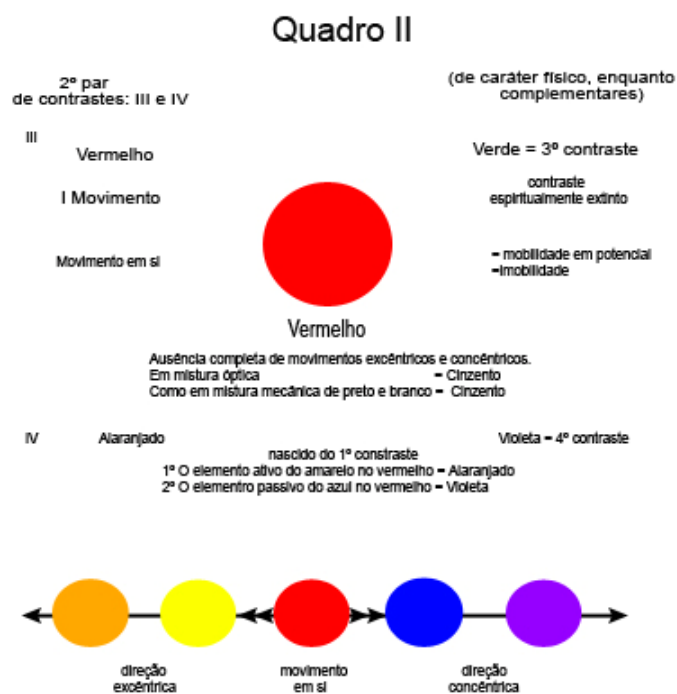 Quadro II
2º par
de contrastes: III e IV
(de caráter físico, enquanto
complementares)
III
Vermelho
Verde = 3º contraste
I Movimento
contraste
espiritualmente extinto
Movimento em si
= mobilidade em potencial
=Imobilidade
Vermelho
Ausência completa de movimentos excêntricos e concêntricos.
Em mistura óptica = Cinzento
Como em mistura mecânica de preto e branco = Cinzento
IV Alaranjado Violeta = 4º contraste
nascido do 1º constraste
1º O elemento ativo do amarelo no vermelho = Alaranjado
2º O elementro passivo do azul no vermelho = Violeta
direção
excêntrica
movimento
em si
direção
concêntrica